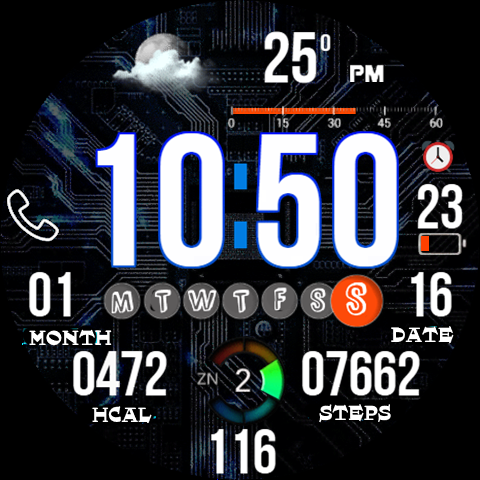 25° PM
0 15 30 45 60
10:50
23
01 M T W T F S S 16
MONTH DATE
0472 ZN 2 07662
HCAL STEPS
116